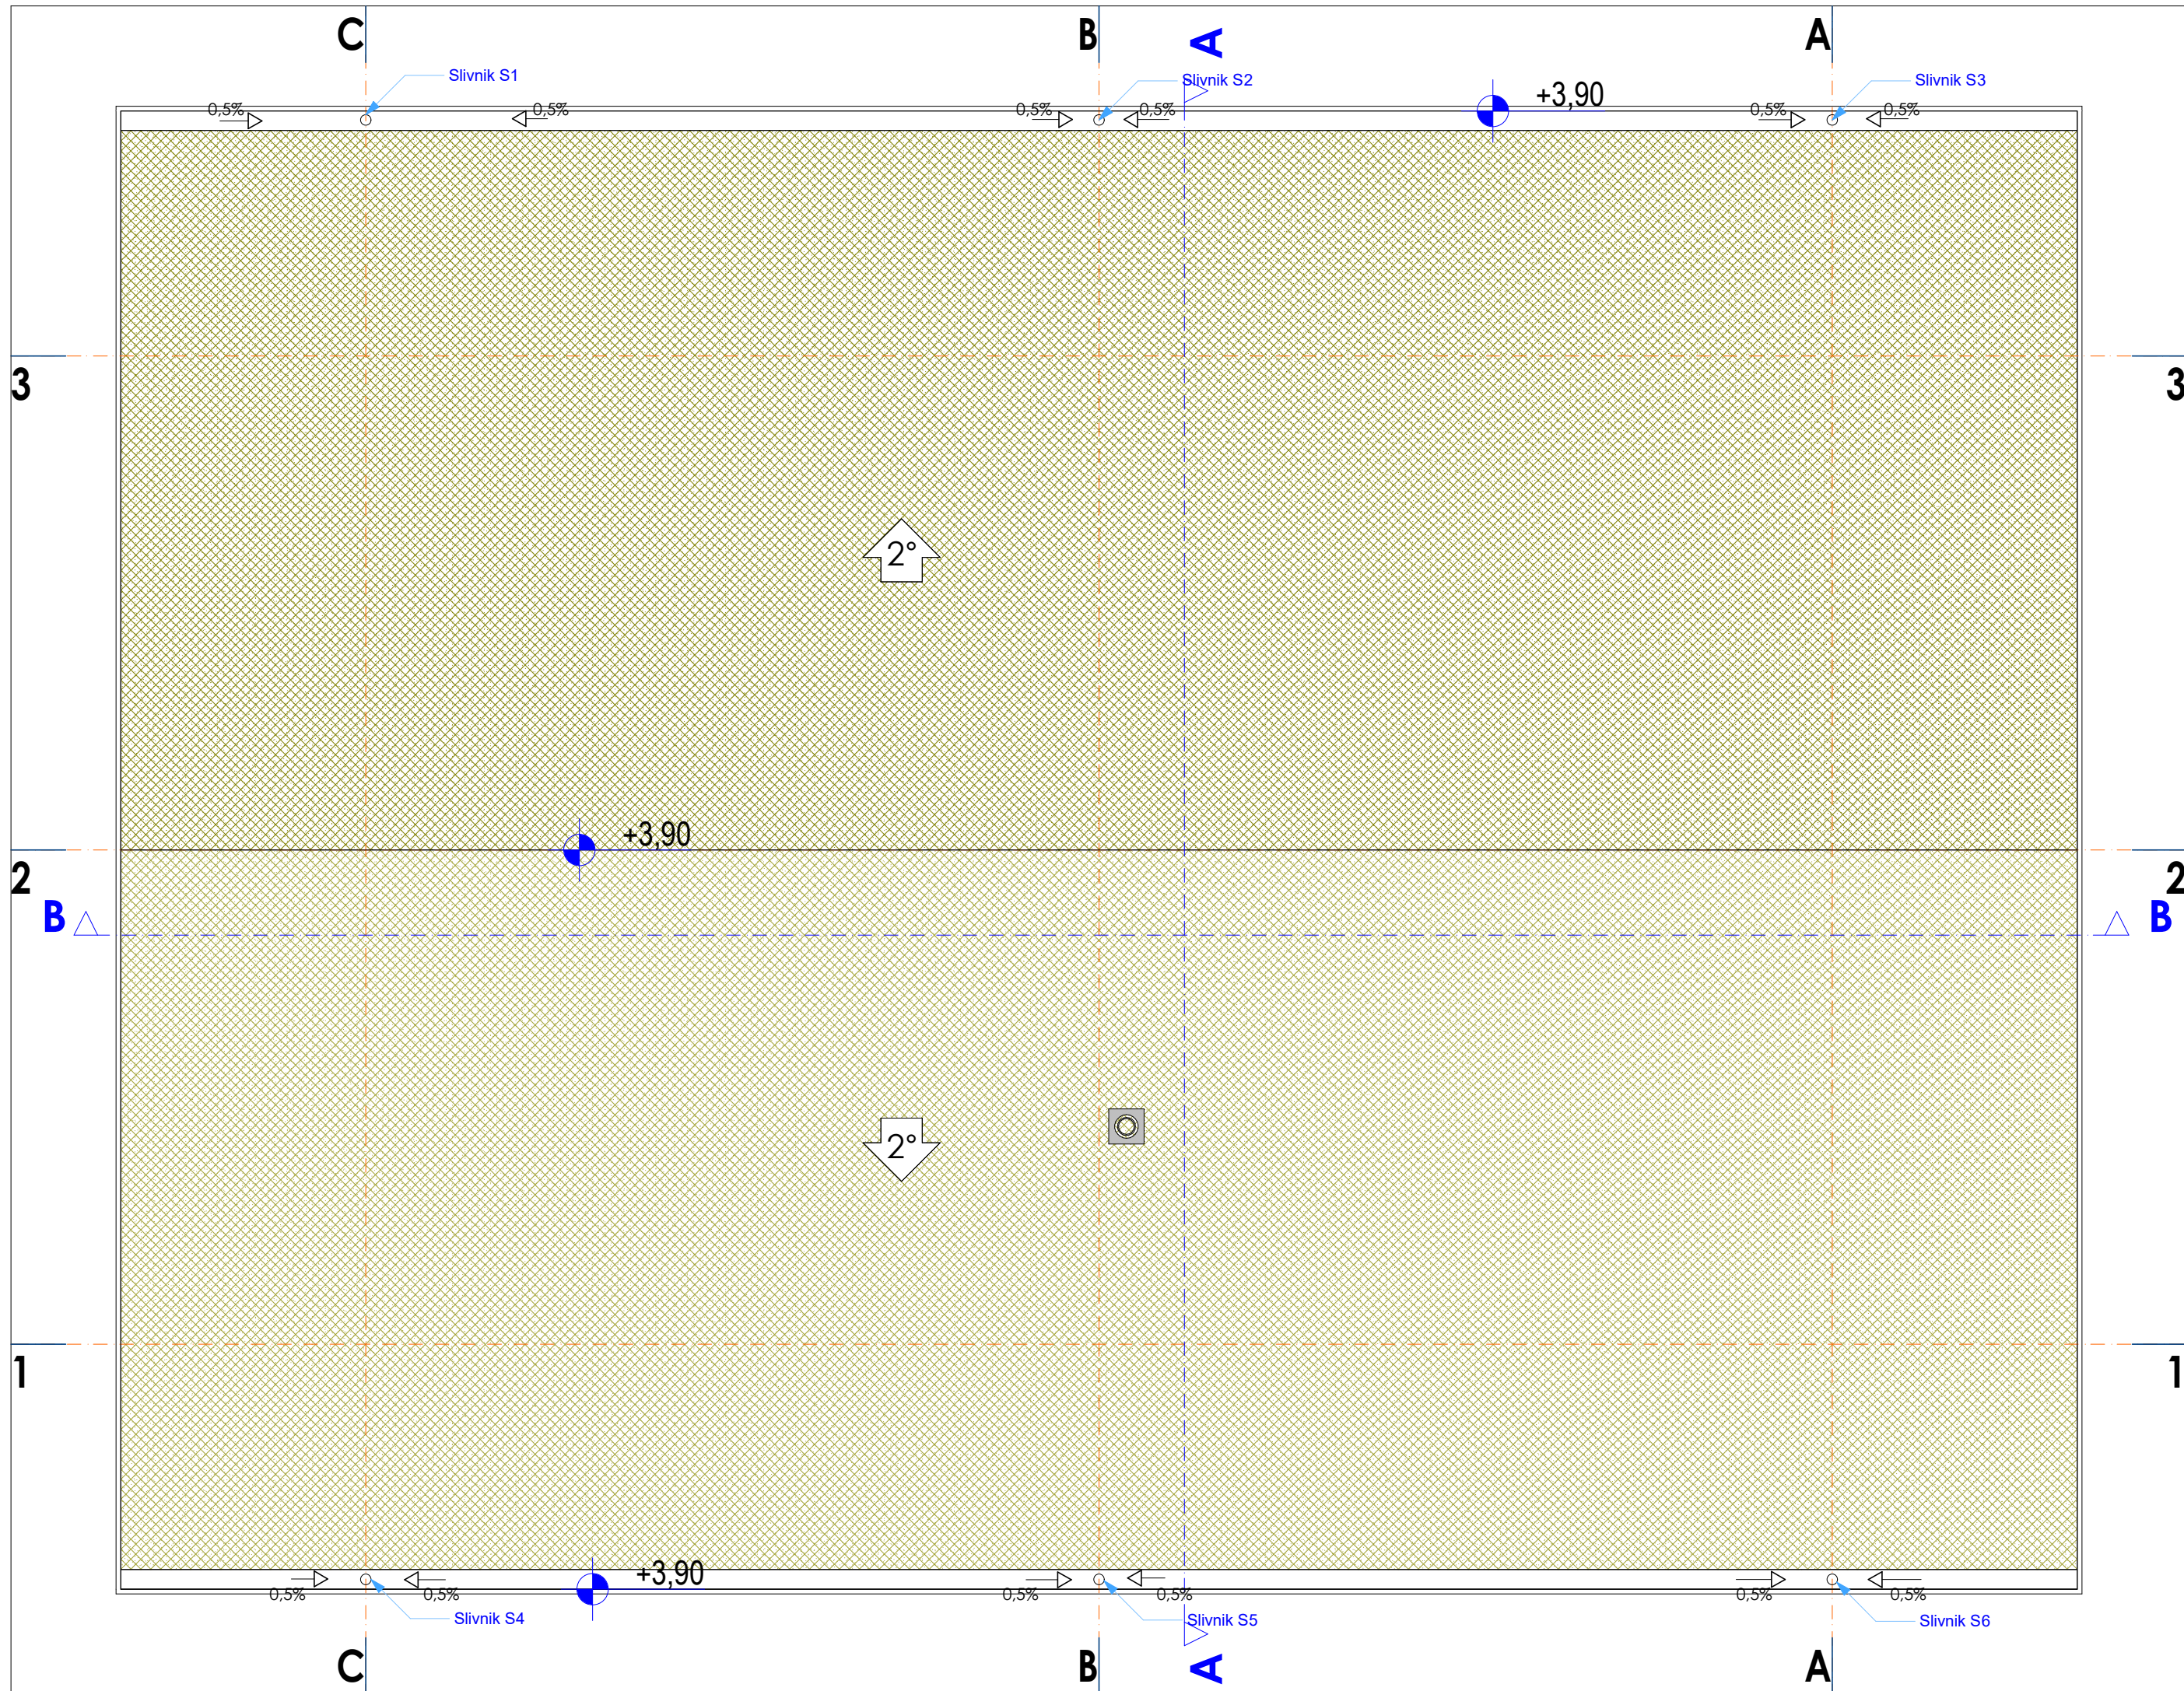 C B A A
Slivnik S1 Slivnik S2 Slivnik S3
+3,90
0,5% 0,5% 0,5% 0,5% 0,5% 0,5%
3 3
2°
+3,90
2 2
B B
2°
1 1
+3,90
0,5% 0,5% 0,5% 0,5% 0,5% 0,5%
Slivnik S4 Slivnik S5 Slivnik S6
C B A A